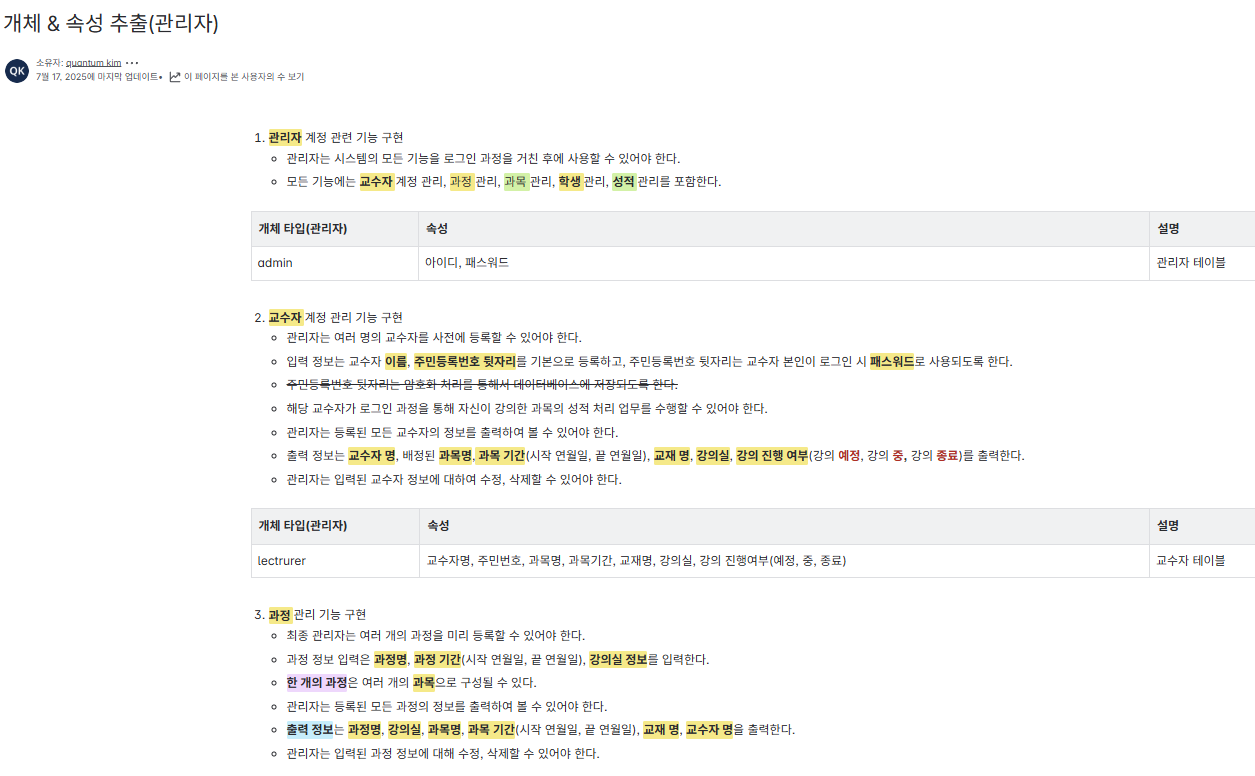 개체 & 속성 추출(관리자)
QK
소유자: quantum kim •••
7월 17, 2025에 마지막 업데이트• 이 페이지를 본 사용자의 수 보기
1. 관리자 계정 관련 기능 구현
관리자는 시스템의 모든 기능을 로그인 과정을 거친 후에 사용할 수 있어야 한다.
모든 기능에는 교수자 계정 관리, 과정 관리, 과목 관리, 학생 관리, 성적 관리를 포함한다.
개체 타입(관리자) 속성 설명
admin 아이디, 패스워드 관리자 테이블
2. 교수자 계정 관리 기능 구현
관리자는 여러 명의 교수자를 사전에 등록할 수 있어야 한다.
입력 정보는 교수자 이름, 주민등록번호 뒷자리를 기본으로 등록하고, 주민등록번호 뒷자리는 교수자 본인이 로그인 시 패스워드로 사용되도록 한다.
주민등록번호 뒷자리는 암호화 처리를 통해서 데이터베이스에 저장되도록 한다.
해당 교수자가 로그인 과정을 통해 자신이 강의한 과목의 성적 처리 업무를 수행할 수 있어야 한다.
관리자는 등록된 모든 교수자의 정보를 출력하여 볼 수 있어야 한다.
출력 정보는 교수자 명, 배정된 과목명, 과목 기간(시작 연월일, 끝 연월일), 교재 명, 강의실, 강의 진행 여부(강의 예정, 강의 중, 강의 종료)를 출력한다.
관리자는 입력된 교수자 정보에 대하여 수정, 삭제할 수 있어야 한다.
개체 타입(관리자) 속성 설명
lectrurer 교수자명, 주민번호, 과목명, 과목기간, 교재명, 강의실, 강의 진행여부(예정, 중, 종료) 교수자 테이블
3. 과정 관리 기능 구현
최종 관리자는 여러 개의 과정을 미리 등록할 수 있어야 한다.
과정 정보 입력은 과정명, 과정 기간(시작 연월일, 끝 연월일), 강의실 정보를 입력한다.
한 개의 과정은 여러 개의 과목으로 구성될 수 있다.
관리자는 등록된 모든 과정의 정보를 출력하여 볼 수 있어야 한다.
출력 정보는 과정명, 강의실, 과목명, 과목 기간(시작 연월일, 끝 연월일), 교재 명, 교수자 명을 출력한다.
관리자는 입력된 과정 정보에 대해 수정, 삭제할 수 있어야 한다.